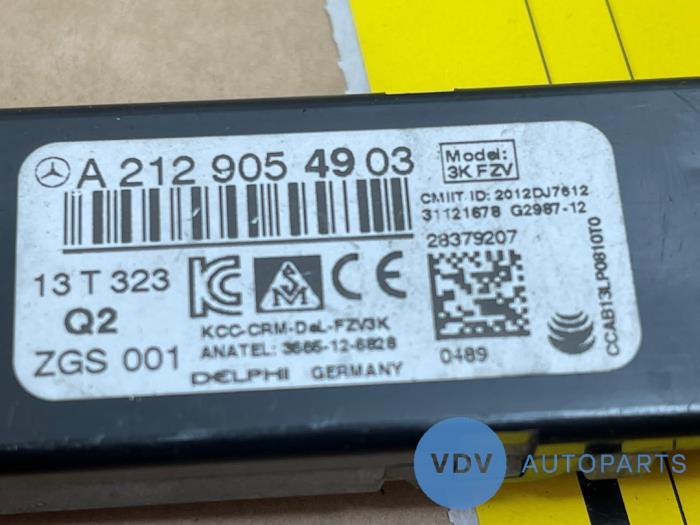 A 212 905 49 03
Model:
3K FZV
CMIIT ID: 2012DJ7612
31121678 G2987-12
28379207
13 T 323
Q2
ZGS 001
KCC-CRM-DeL-FZV3K
ANATEL: 3665-12-6828
DELPHI GERMANY
0489
CCAB13LP0810T0
VDV AUTOPARTS